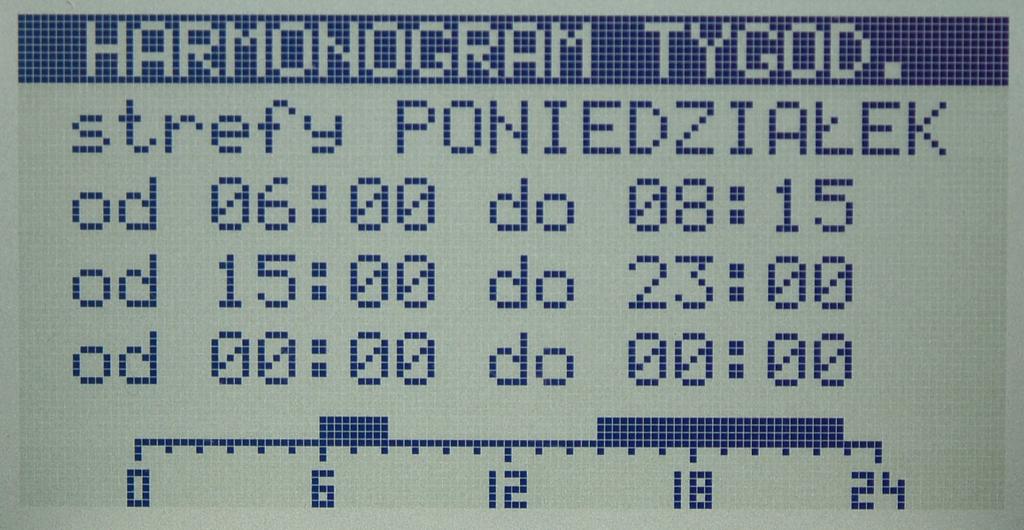 HARMONOGRAM TYGOD.
strefy PONIEDZIAŁEK
od 06:00 do 08:15
od 15:00 do 23:00
od 00:00 do 00:00
0 6 12 18 24